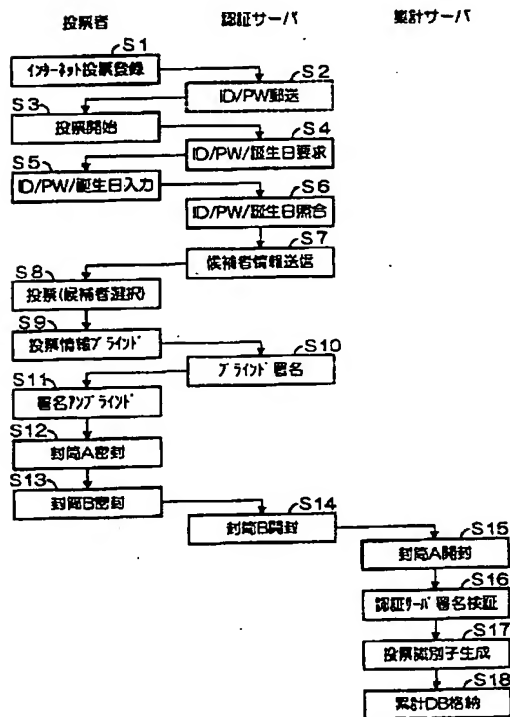 投票者 認証サーバ 累計サーバ
S1
インターネット投票登録
S2
ID/PW郵送
S3
投票開始
S4
ID/PW/誕生日要求
S5
ID/PW/誕生日入力
S6
ID/PW/誕生日照合
S7
候補者情報送信
S8
投票(候補者選択)
S9
投票情報ブラインド
S10
ブラインド署名
S11
署名アンブラインド
S12
封筒A密封
S13
封筒B密封
S14
封筒B開封
S15
封筒A開封
S16
認証サーバ署名検証
S17
投票識別子生成
S18
累計DB格納